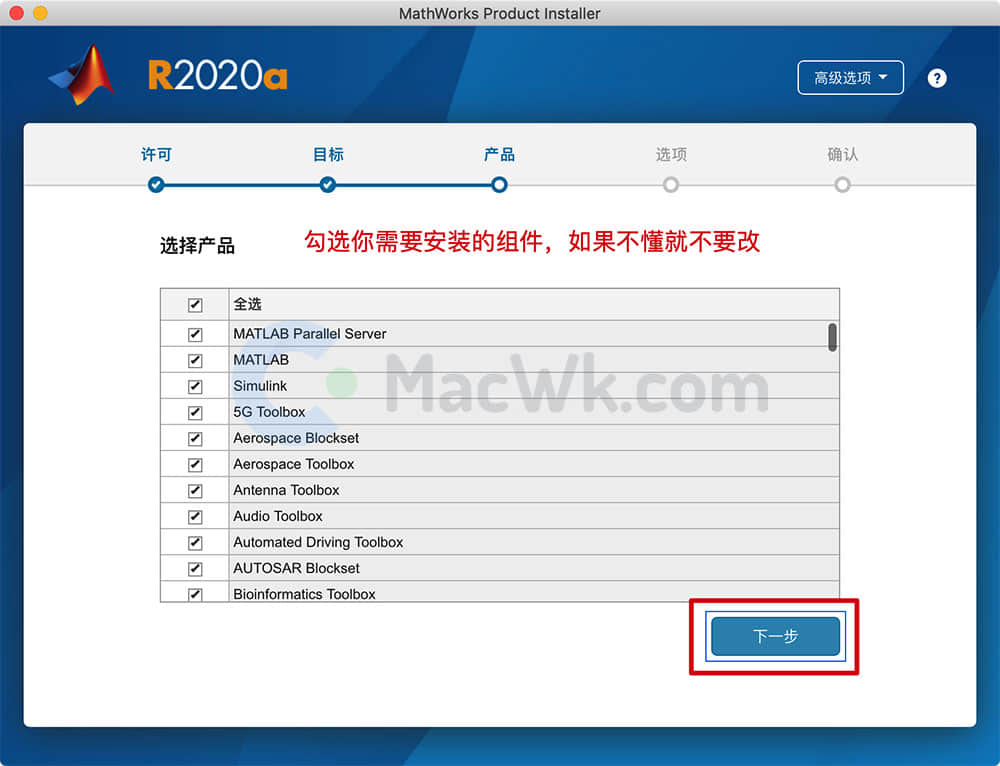 MathWorks Product Installer
R2020a
高级选项
?
许可 目标 产品 选项 确认
选择产品
勾选你需要安装的组件，如果不懂就不要改
全选
MATLAB Parallel Server
MATLAB
Simulink
5G Toolbox
Aerospace Blockset
Aerospace Toolbox
Antenna Toolbox
Audio Toolbox
Automated Driving Toolbox
AUTOSAR Blockset
Bioinformatics Toolbox
MacWk.com
下一步